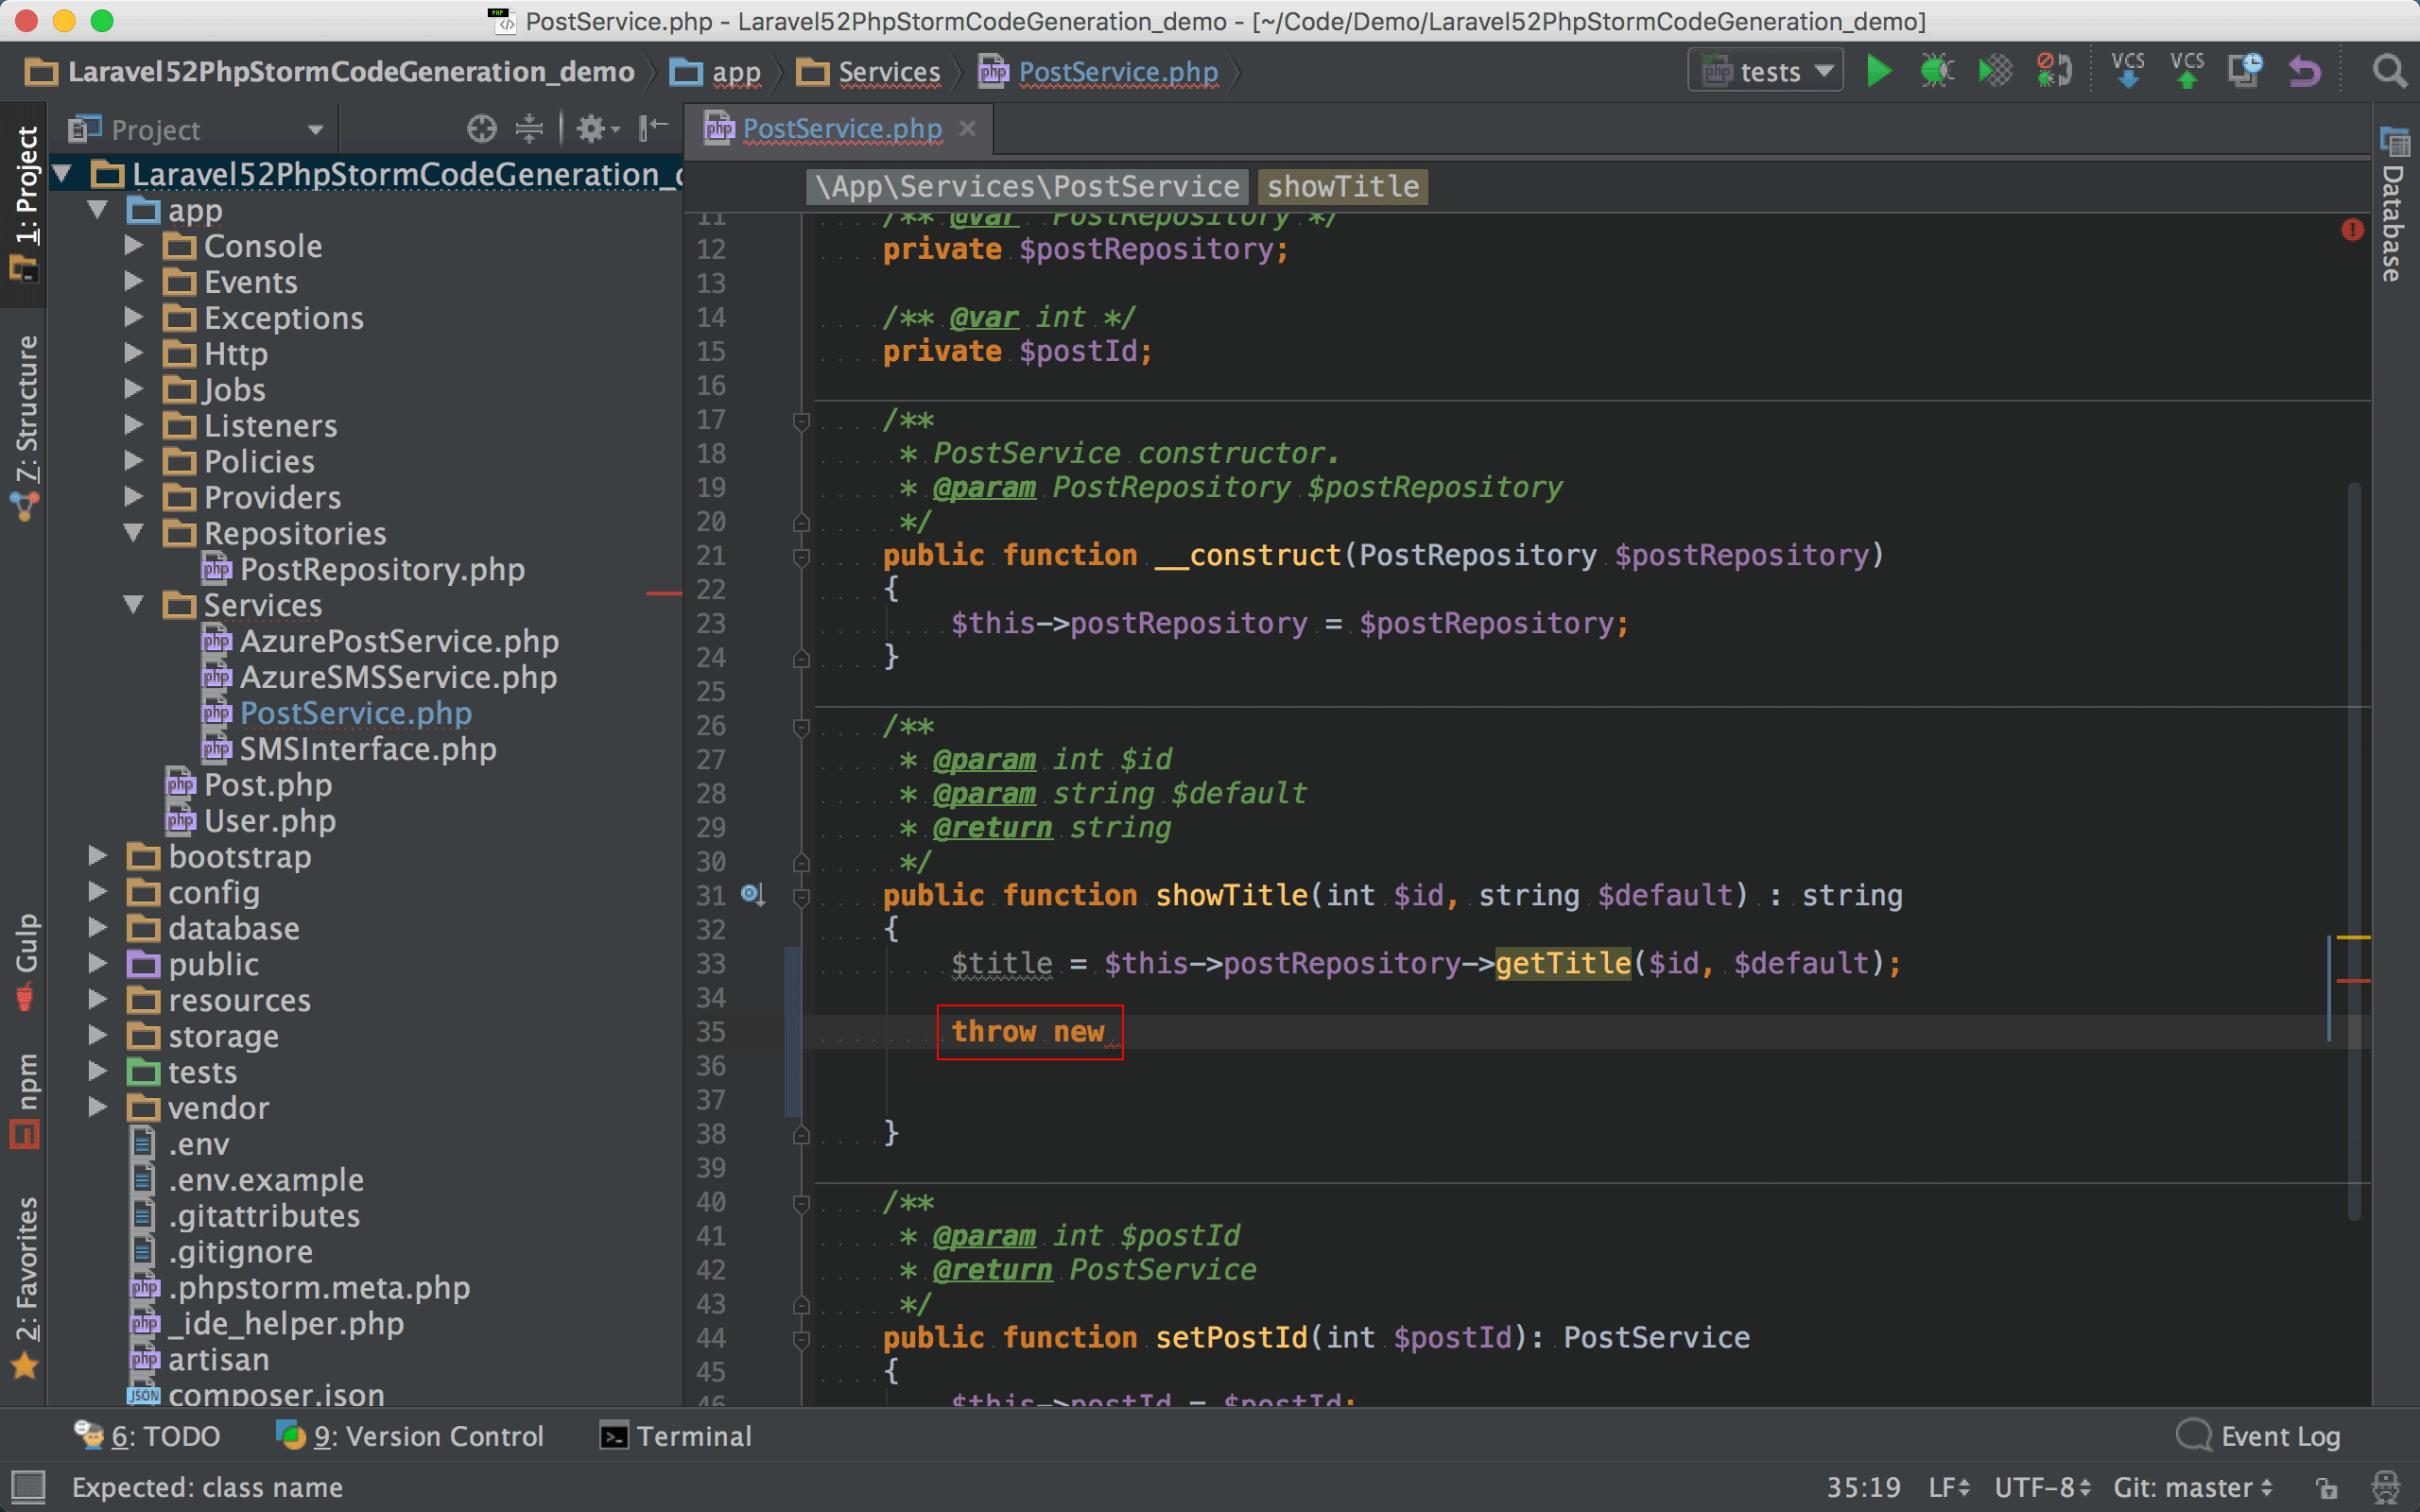 PostService.php - Laravel52PhpStormCodeGeneration_demo - [~/Code/Demo/Laravel52PhpStormCodeGeneration_demo]
Laravel52PhpStormCodeGeneration_demo app Services PostService.php tests VCS VCS
Project
PostService.php
1: Project
7: Structure
Gulp
npm
2: Favorites
Laravel52PhpStormCodeGeneration_
app
Console
Events
Exceptions
Http
Jobs
Listeners
Policies
Providers
Repositories
PostRepository.php
Services
AzurePostService.php
AzureSMSService.php
PostService.php
SMSInterface.php
Post.php
User.php
bootstrap
config
database
public
resources
storage
tests
vendor
.env
.env.example
.gitattributes
.gitignore
.phpstorm.meta.php
_ide_helper.php
artisan
composer.json
\App\Services\PostService showTitle
11 /** @var PostRepository */
12 private $postRepository;
13
14 /** @var int */
15 private $postId;
16
17 /**
18 * PostService constructor.
19 * @param PostRepository $postRepository
20 */
21 public function __construct(PostRepository $postRepository)
22 {
23 $this->postRepository = $postRepository;
24 }
25
26 /**
27 * @param int $id
28 * @param string $default
29 * @return string
30 */
31 public function showTitle(int $id, string $default) : string
32 {
33 $title = $this->postRepository->getTitle($id, $default);
34
35 throw new
36
37
38 }
39
40 /**
41 * @param int $postId
42 * @return PostService
43 */
44 public function setPostId(int $postId): PostService
45 {
46 $this->postId = $postId;
Database
6: TODO 9: Version Control Terminal Event Log
Expected: class name 35:19 LF UTF-8 Git: master